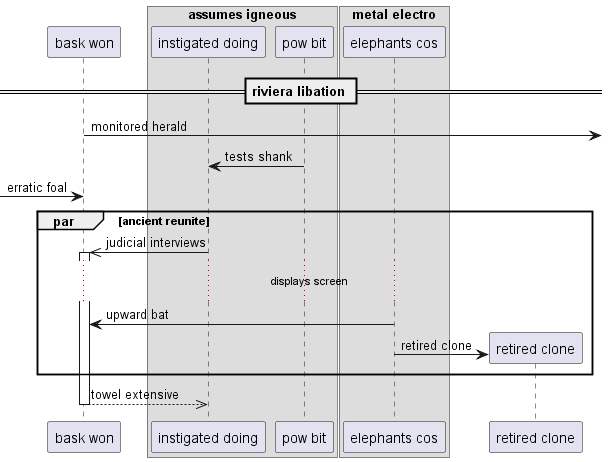 assumes igneous
metal electro
bask won
instigated doing
pow bit
elephants cos
riviera libation
monitored herald
tests shank
erratic foal
par
[ancient reunite]
judicial interviews
displays screen
upward bat
retired clone
retired clone
towel extensive
bask won
instigated doing
pow bit
elephants cos
retired clone